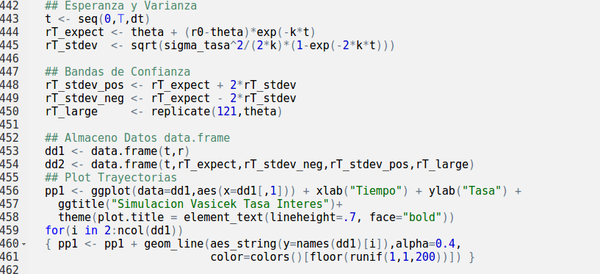 442 ## Esperanza y Varianza
443 t <- seq(0,T,dt)
444 rT_expect <- theta + (r0-theta)*exp(-k*t)
445 rT_stdev <- sqrt(sigma_tasa^2/(2*k)*(1-exp(-2*k*t)))
446
447 ## Bandas de Confianza
448 rT_stdev_pos <- rT_expect + 2*rT_stdev
449 rT_stdev_neg <- rT_expect - 2*rT_stdev
450 rT_large <- replicate(121,theta)
451
452 ## Almaceno Datos data.frame
453 dd1 <- data.frame(t,r)
454 dd2 <- data.frame(t,rT_expect,rT_stdev_neg,rT_stdev_pos,rT_large)
455 ## Plot Trayectorias
456 pp1 <- ggplot(data=dd1,aes(x=dd1[,1])) + xlab("Tiempo") + ylab("Tasa") +
457 ggtitle("Simulacion Vasicek Tasa Interes")+
458 theme(plot.title = element_text(lineheight=.7, face="bold"))
459 for(i in 2:ncol(dd1))
460 { pp1 <- pp1 + geom_line(aes_string(y=names(dd1)[i]),alpha=0.4,
461 color=colors()[floor(runif(1,1,200))]) }
462